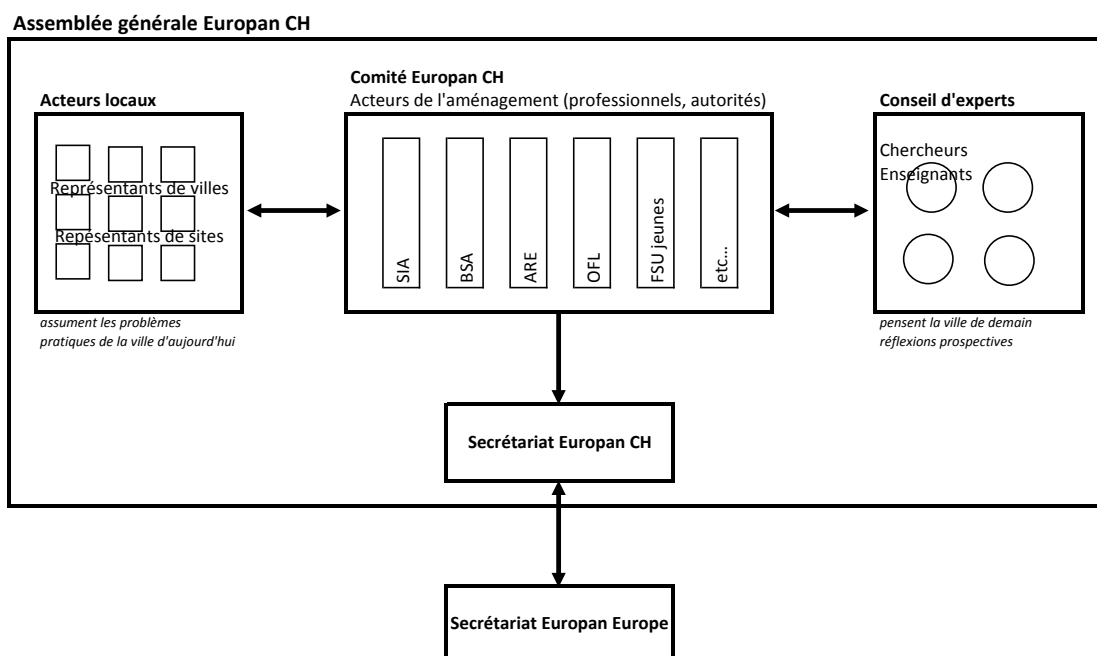 Assemblée générale Europan CH
Acteurs locaux
Représentants de villes
Repésentants de sites
assument les problèmes
pratiques de la ville d'aujourd'hui
Comité Europan CH
Acteurs de l'aménagement (professionnels, autorités)
SIA
BSA
ARE
OFL
FSU jeunes
etc...
Conseil d'experts
Chercheurs
Enseignants
pensent la ville de demain
réflexions prospectives
Secrétariat Europan CH
Secrétariat Europan Europe